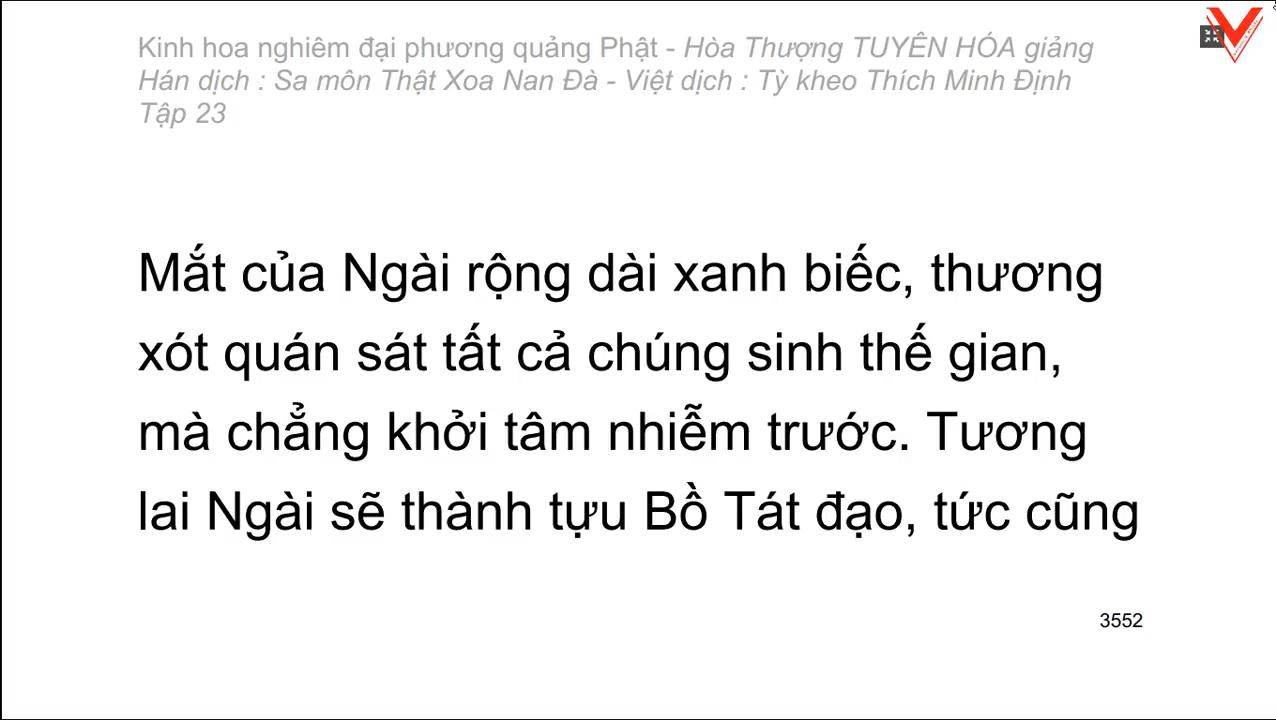 Kinh hoa nghiêm đại phương quảng Phật - Hòa Thượng TUYÊN HÓA giảng
Hán dịch : Sa môn Thật Xoa Nan Đà - Việt dịch : Tỳ kheo Thích Minh Định
Tập 23
Mắt của Ngài rộng dài xanh biếc, thương
xót quán sát tất cả chúng sinh thế gian,
mà chẳng khởi tâm nhiễm trước. Tương
lai Ngài sẽ thành tựu Bồ Tát đạo, tức cũng
3552